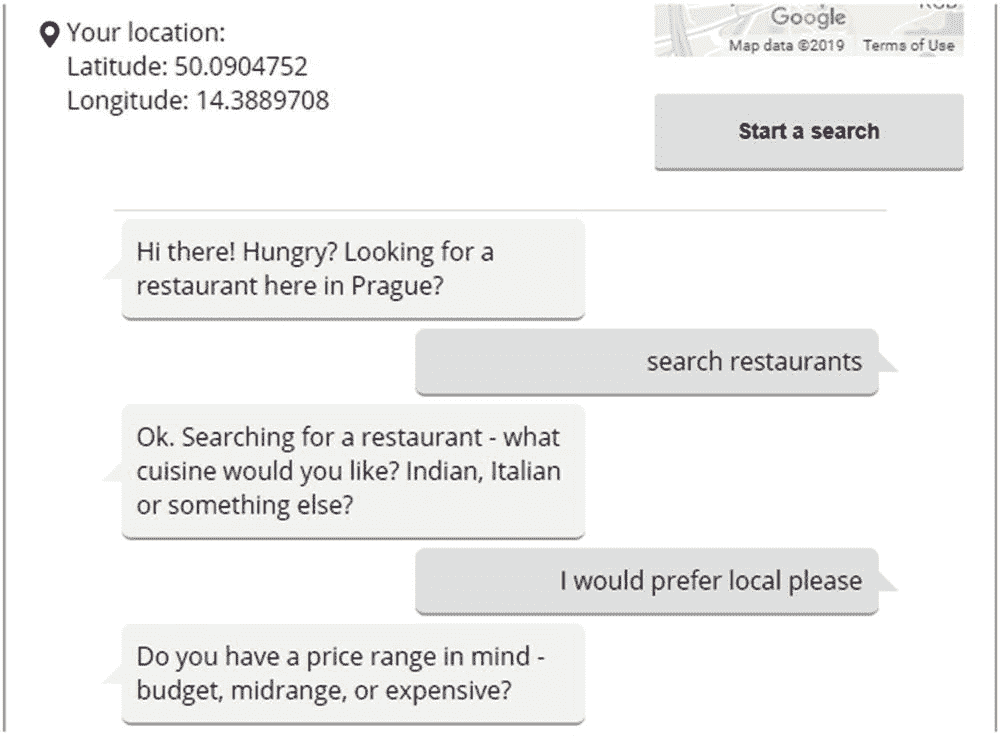 Your location:
Latitude: 50.0904752
Longitude: 14.3889708
Google
Map data ©2019 Terms of Use
Start a search
Hi there! Hungry? Looking for a
restaurant here in Prague?
search restaurants
Ok. Searching for a restaurant - what
cuisine would you like? Indian, Italian
or something else?
I would prefer local please
Do you have a price range in mind -
budget, midrange, or expensive?